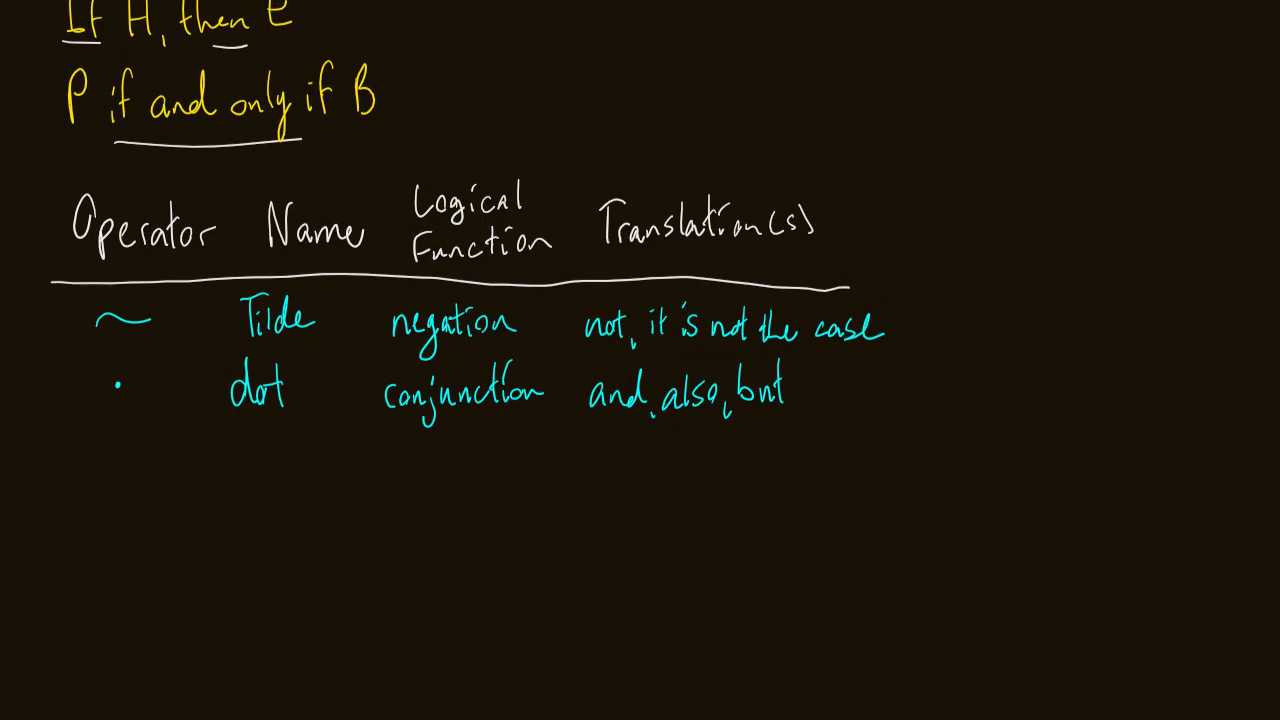 If H, then E
P if and only if B
Operator Name Logical Function Translation(s)
~ Tilde negation not, it is not the case
· dot conjunction and, also, but